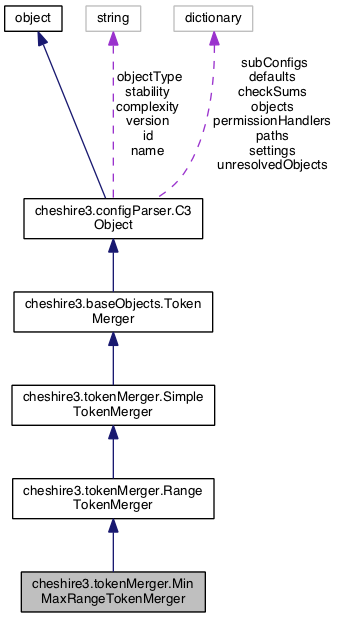 object
string
dictionary
objectType
stability
complexity
version
id
name
subConfigs
defaults
checkSums
objects
permissionHandlers
paths
settings
unresolvedObjects
cheshire3.configParser.C3
Object
cheshire3.baseObjects.Token
Merger
cheshire3.tokenMerger.Simple
TokenMerger
cheshire3.tokenMerger.Range
TokenMerger
cheshire3.tokenMerger.Min
MaxRangeTokenMerger